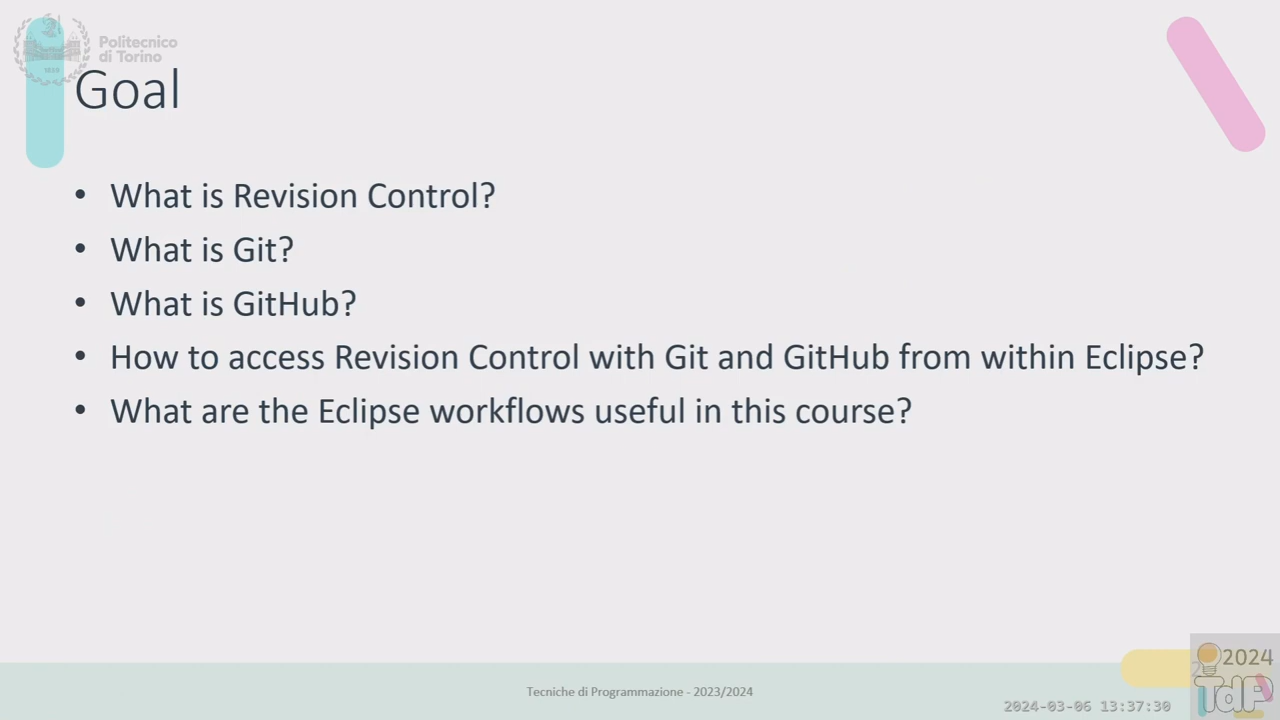 Politecnico
di Torino
Goal
• What is Revision Control?
• What is Git?
• What is GitHub?
• How to access Revision Control with Git and GitHub from within Eclipse?
• What are the Eclipse workflows useful in this course?
Tecniche di Programmazione - 2023/2024
2024-03-06 13:37:30
2024
TdP